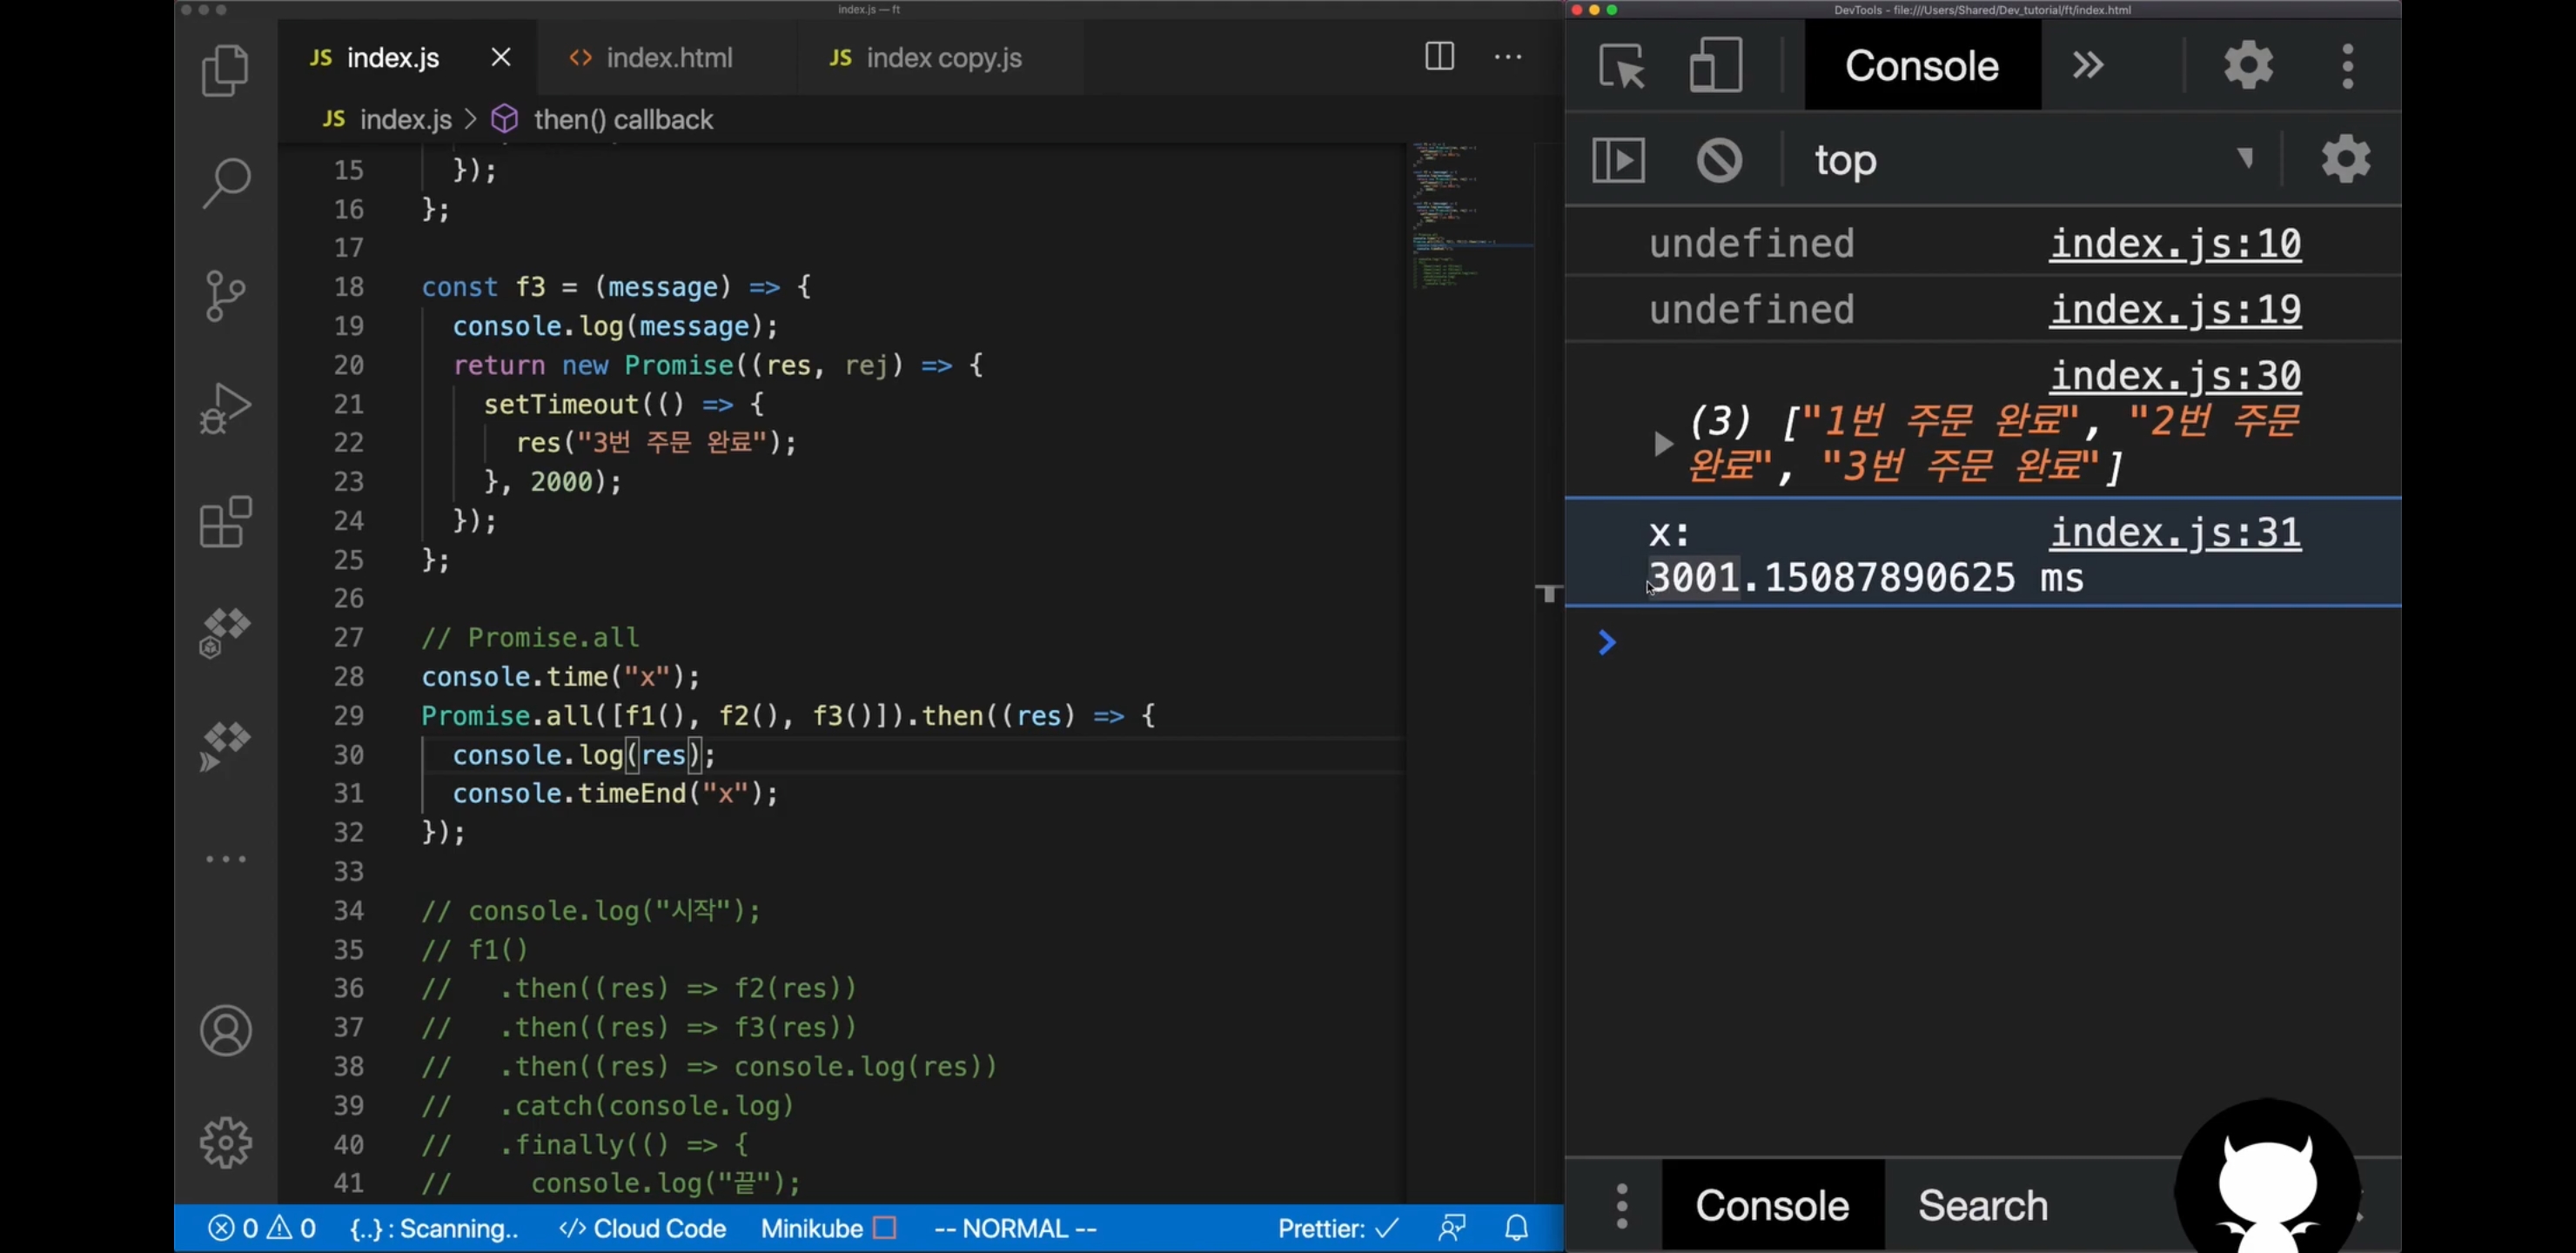 index.js — ft
JS index.js
<> index.html
JS index copy.js
JS index.js > then() callback
15 });
16 };
17
18 const f3 = (message) => {
19 console.log(message);
20 return new Promise((res, rej) => {
21 setTimeout(() => {
22 res("3번 주문 완료");
23 }, 2000);
24 });
25 };
26
27 // Promise.all
28 console.time("x");
29 Promise.all([f1(), f2(), f3()]).then((res) => {
30 console.log(res);
31 console.timeEnd("x");
32 });
33
34 // console.log("시작");
35 // f1()
36 // .then((res) => f2(res))
37 // .then((res) => f3(res))
38 // .then((res) => console.log(res))
39 // .catch(console.log)
40 // .finally(() => {
41 // console.log("끝");
0 0 {..} : Scanning.. </> Cloud Code Minikube -- NORMAL -- Prettier: ✓
DevTools - file:///Users/Shared/Dev_tutorial/ft/index.html
Console
top
undefined index.js:10
undefined index.js:19
index.js:30
(3) ["1번 주문 완료", "2번 주문
완료", "3번 주문 완료"]
x: index.js:31
3001.15087890625 ms
Console Search